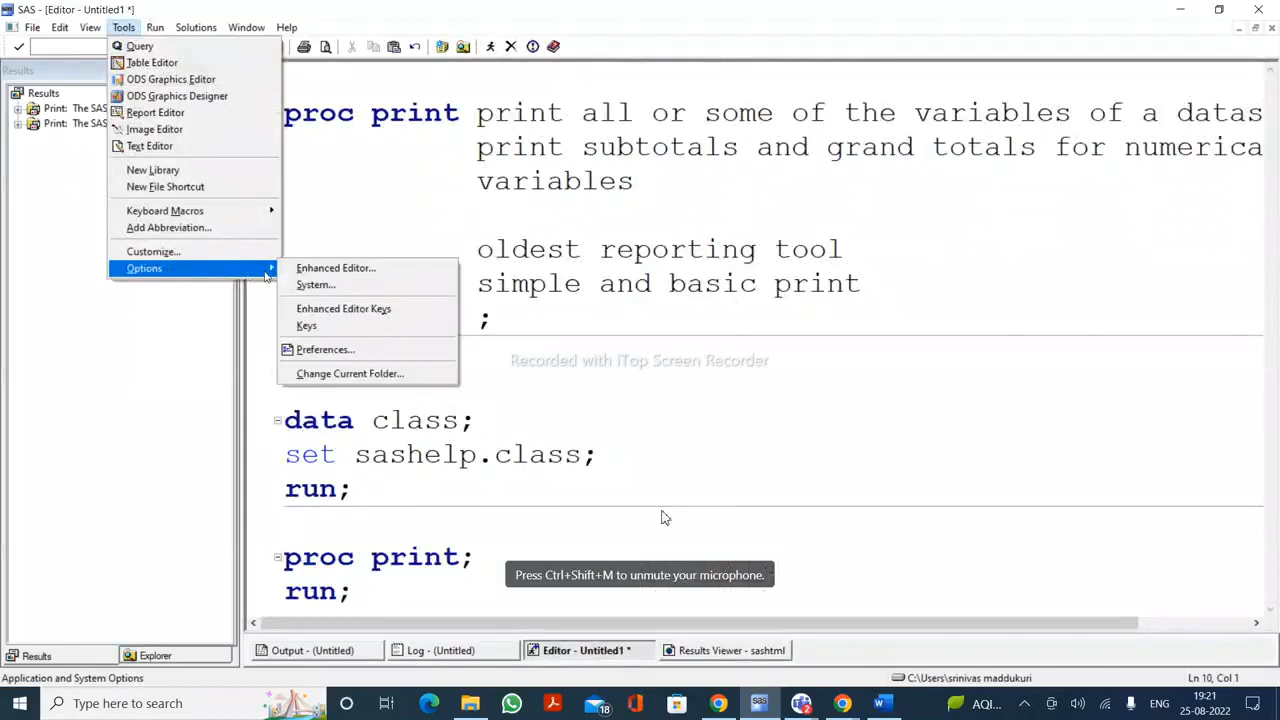 SAS - [Editor - Untitled1 *]
File Edit View Tools Run Solutions Window Help
Results
Results
Print: The SAS
Print: The SAS
Query
Table Editor
ODS Graphics Editor
ODS Graphics Designer
Report Editor
Image Editor
Text Editor
New Library
New File Shortcut
Keyboard Macros
Add Abbreviation...
Customize...
Options
Enhanced Editor...
System...
Enhanced Editor Keys
Keys
Preferences...
Change Current Folder...
proc print print all or some of the variables of a datas
print subtotals and grand totals for numerica
variables
oldest reporting tool
simple and basic print
;
Recorded with iTop Screen Recorder
data class;
set sashelp.class;
run;
proc print;
run;
Press Ctrl+Shift+M to unmute your microphone.
Results Explorer
Output - (Untitled) Log - (Untitled) Editor - Untitled1 * Results Viewer - sashtml
Application and System Options C:\Users\srinivas maddukuri Ln 10, Col 1
Type here to search
18
SAS
AQI...
ENG
19:21
25-08-2022
2